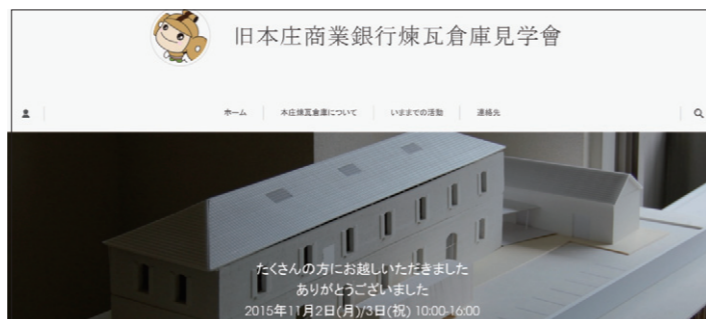 旧本庄商業銀行煉瓦倉庫見学會
ホーム
本庄煉瓦倉庫について
いままでの活動
連絡先
たくさんの方にお越しいただきました
ありがとうございました
2015年11月2日(月)/3日(祝) 10:00-16:00